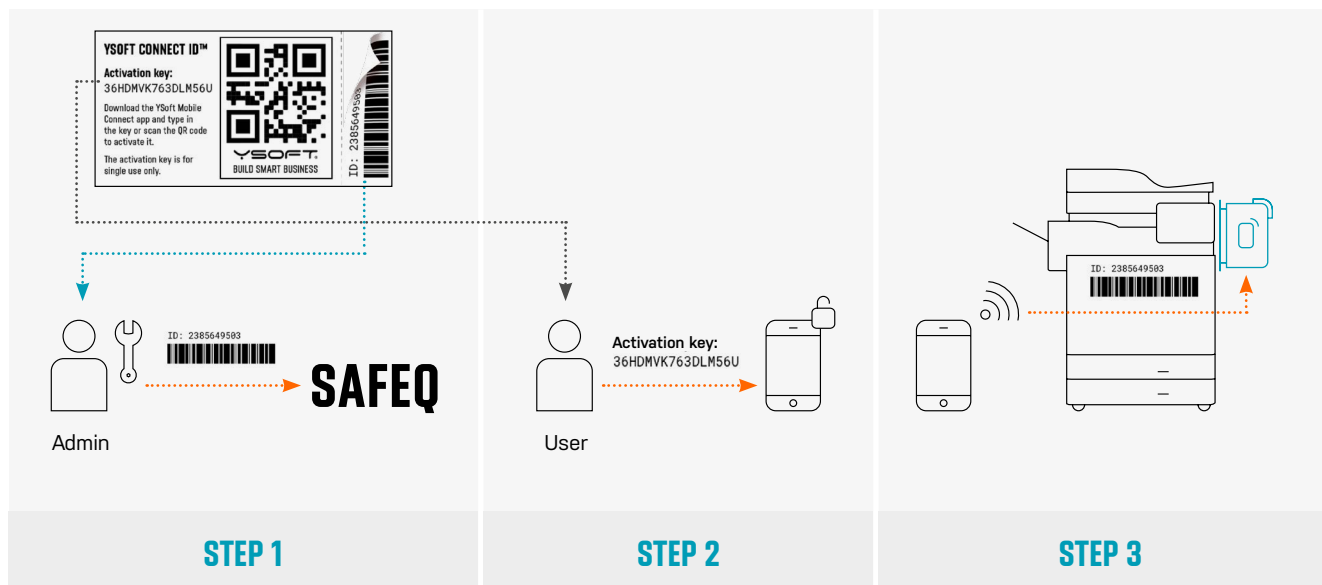 YSOFT CONNECT ID™
Activation key:
36HDMVK763DLM56U
Download the YSoft Mobile
Connect app and type in
the key or scan the QR code
to activate it.
The activation key is for
single use only.
YSOFT.
BUILD SMART BUSINESS
ID: 2385649503
ID: 2385649503
SAFEQ
Admin
STEP 1
Activation key:
36HDMVK763DLM56U
User
STEP 2
ID: 2385649503
STEP 3